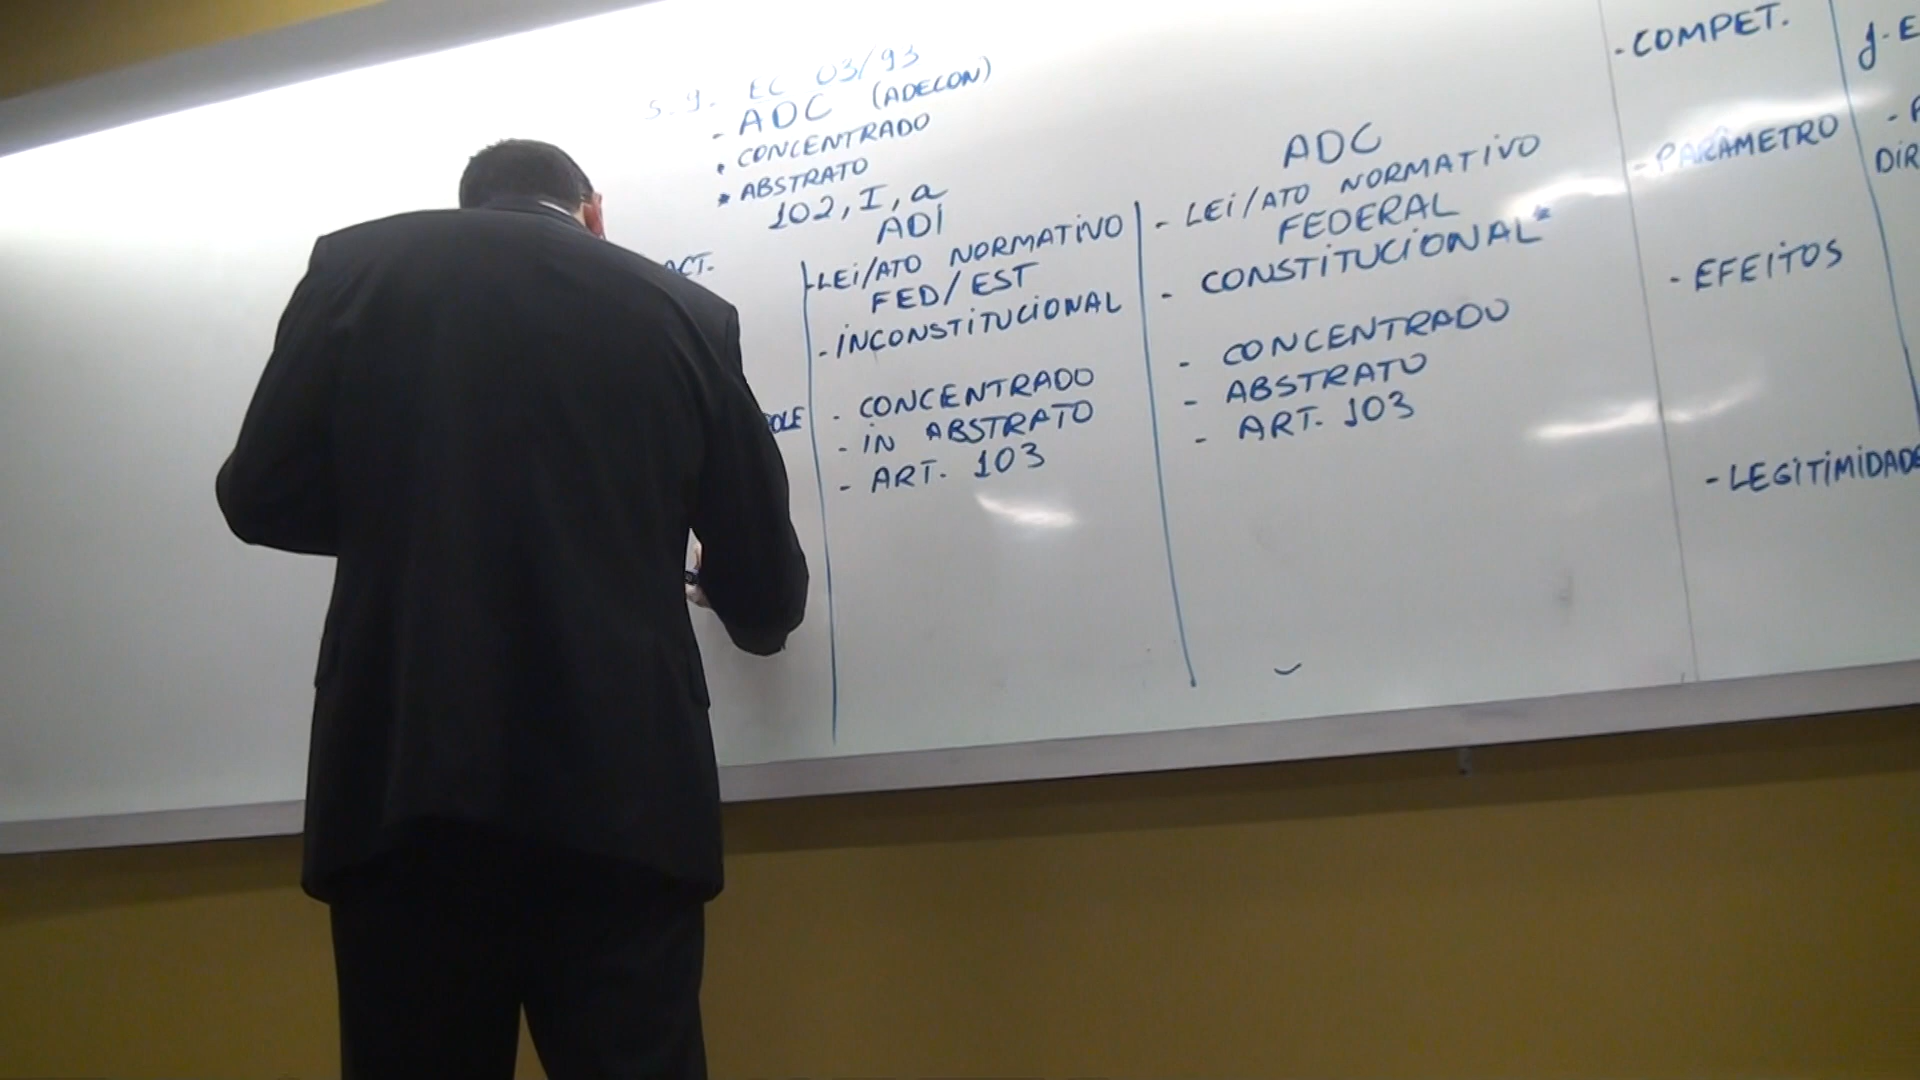 5.9. EC 03/93
- ADC (ADECON)
• CONCENTRADO
• ABSTRATO
102, I, a
ADI
- LEI/ATO NORMATIVO
FED/EST
- INCONSTITUCIONAL
- CONCENTRADO
- IN ABSTRATO
- ART. 103
ADC
- LEI/ATO NORMATIVO
FEDERAL
- CONSTITUCIONAL*
- CONCENTRADO
- ABSTRATO
- ART. 103
- COMPET.
- PARÂMETRO
- EFEITOS
- LEGITIMIDADE